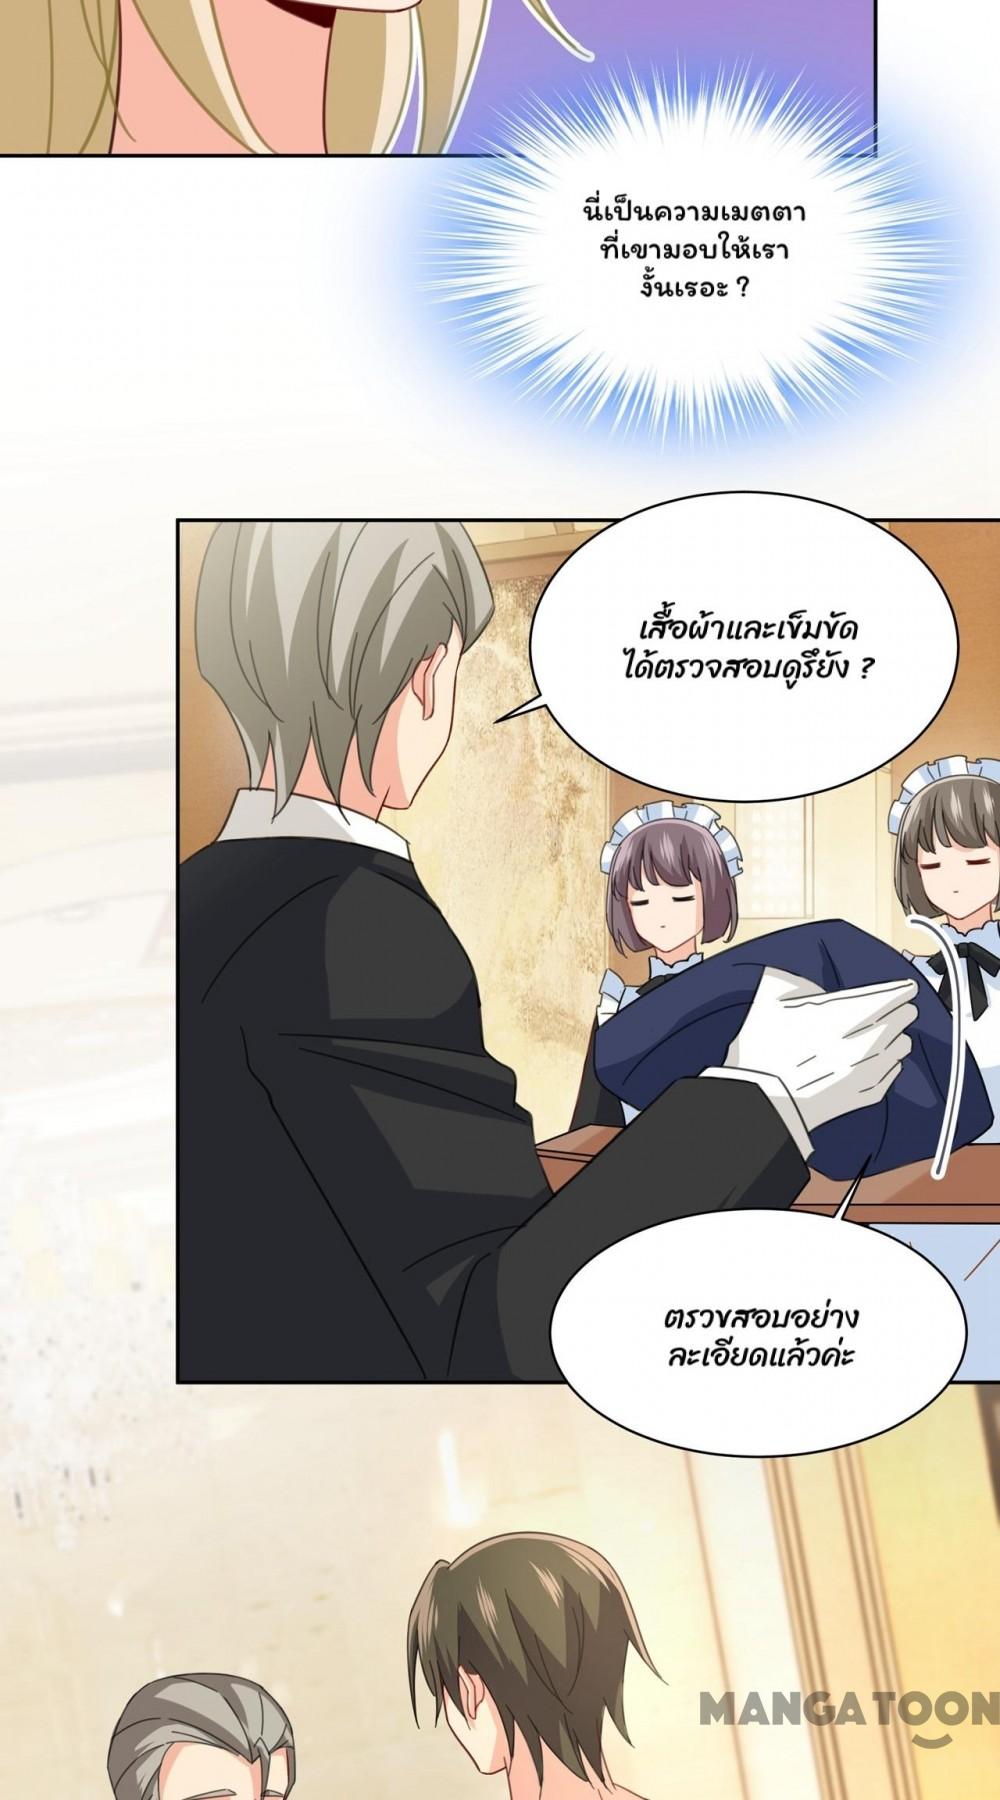 นี่เป็นความเมตตา
ที่เขามอบให้เรา
งั้นเรอะ ?
เสื้อผ้าและเข็มขัด
ได้ตรวจสอบดูรึยัง ?
ตรวขสอบอย่าง
ละเอียดแล้วค่ะ
MANGATOON